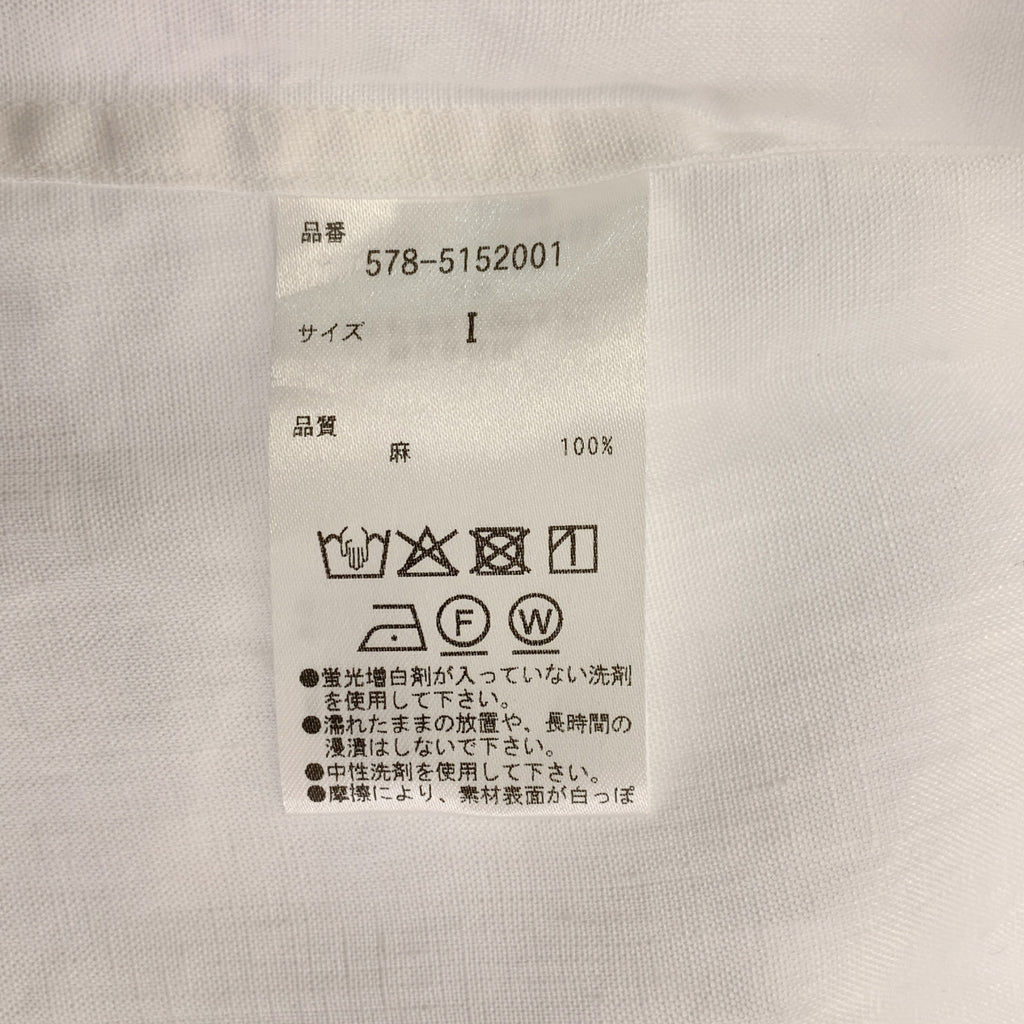 品番
578-5152001
サイズ I
品質
麻 100%
F W
●蛍光増白剤が入っていない洗剤
を使用して下さい。
●濡れたままの放置や、長時間の
浸漬はしないで下さい。
●中性洗剤を使用して下さい。
●摩擦により、素材表面が白っぽ